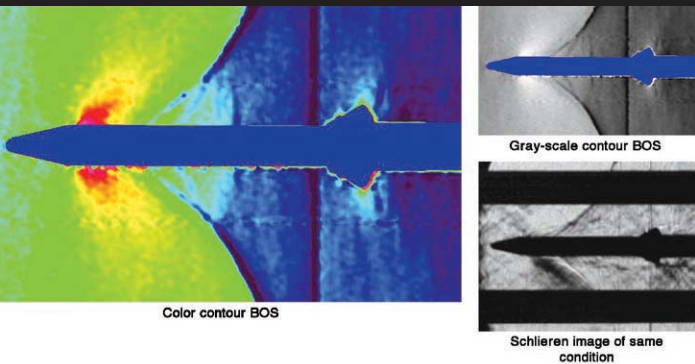 Color contour BOS
Gray-scale contour BOS
Schlieren image of same
condition